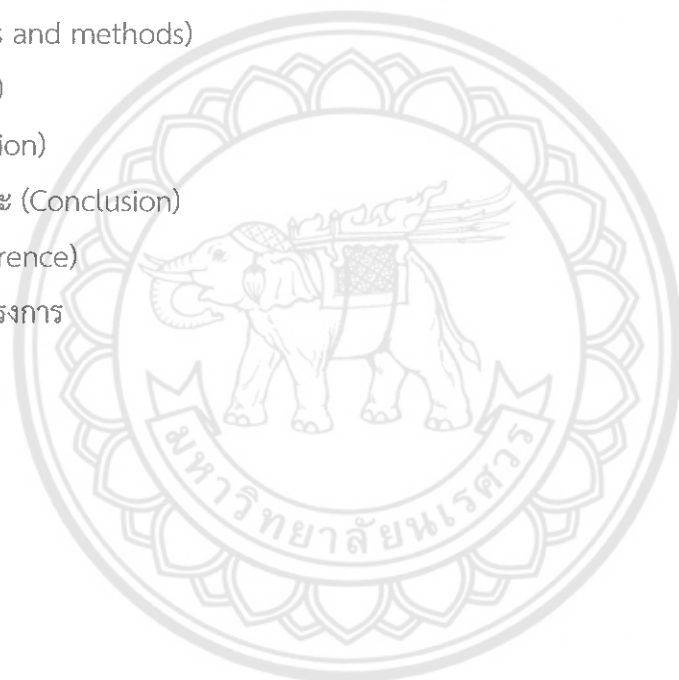 s and methods)
)
ion)
ะ (Conclusion)
rence)
รงการ
มหาวิทยาลัยนเรศวร